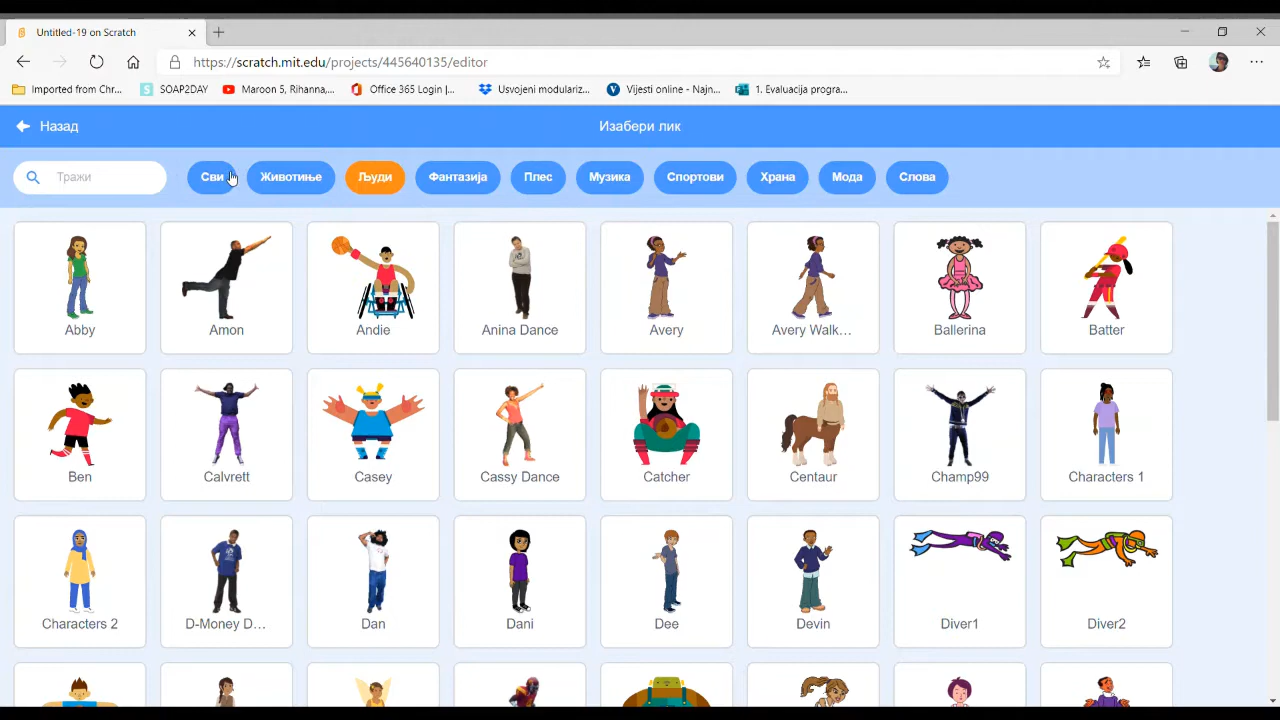 Untitled-19 on Scratch
https://scratch.mit.edu/projects/445640135/editor
Imported from Chr... SOAP2DAY Maroon 5, Rihanna,... Office 365 Login |... Usvojeni modulariz... Vijesti online - Najn... 1. Evaluacija progra...
Назад Изабери лик
Тражи Сви Животиње Људи Фантазија Плес Музика Спортови Храна Мода Слова
Abby Amon Andie Anina Dance Avery Avery Walk... Ballerina Batter
Ben Calvrett Casey Cassy Dance Catcher Centaur Champ99 Characters 1
Characters 2 D-Money D... Dan Dani Dee Devin Diver1 Diver2